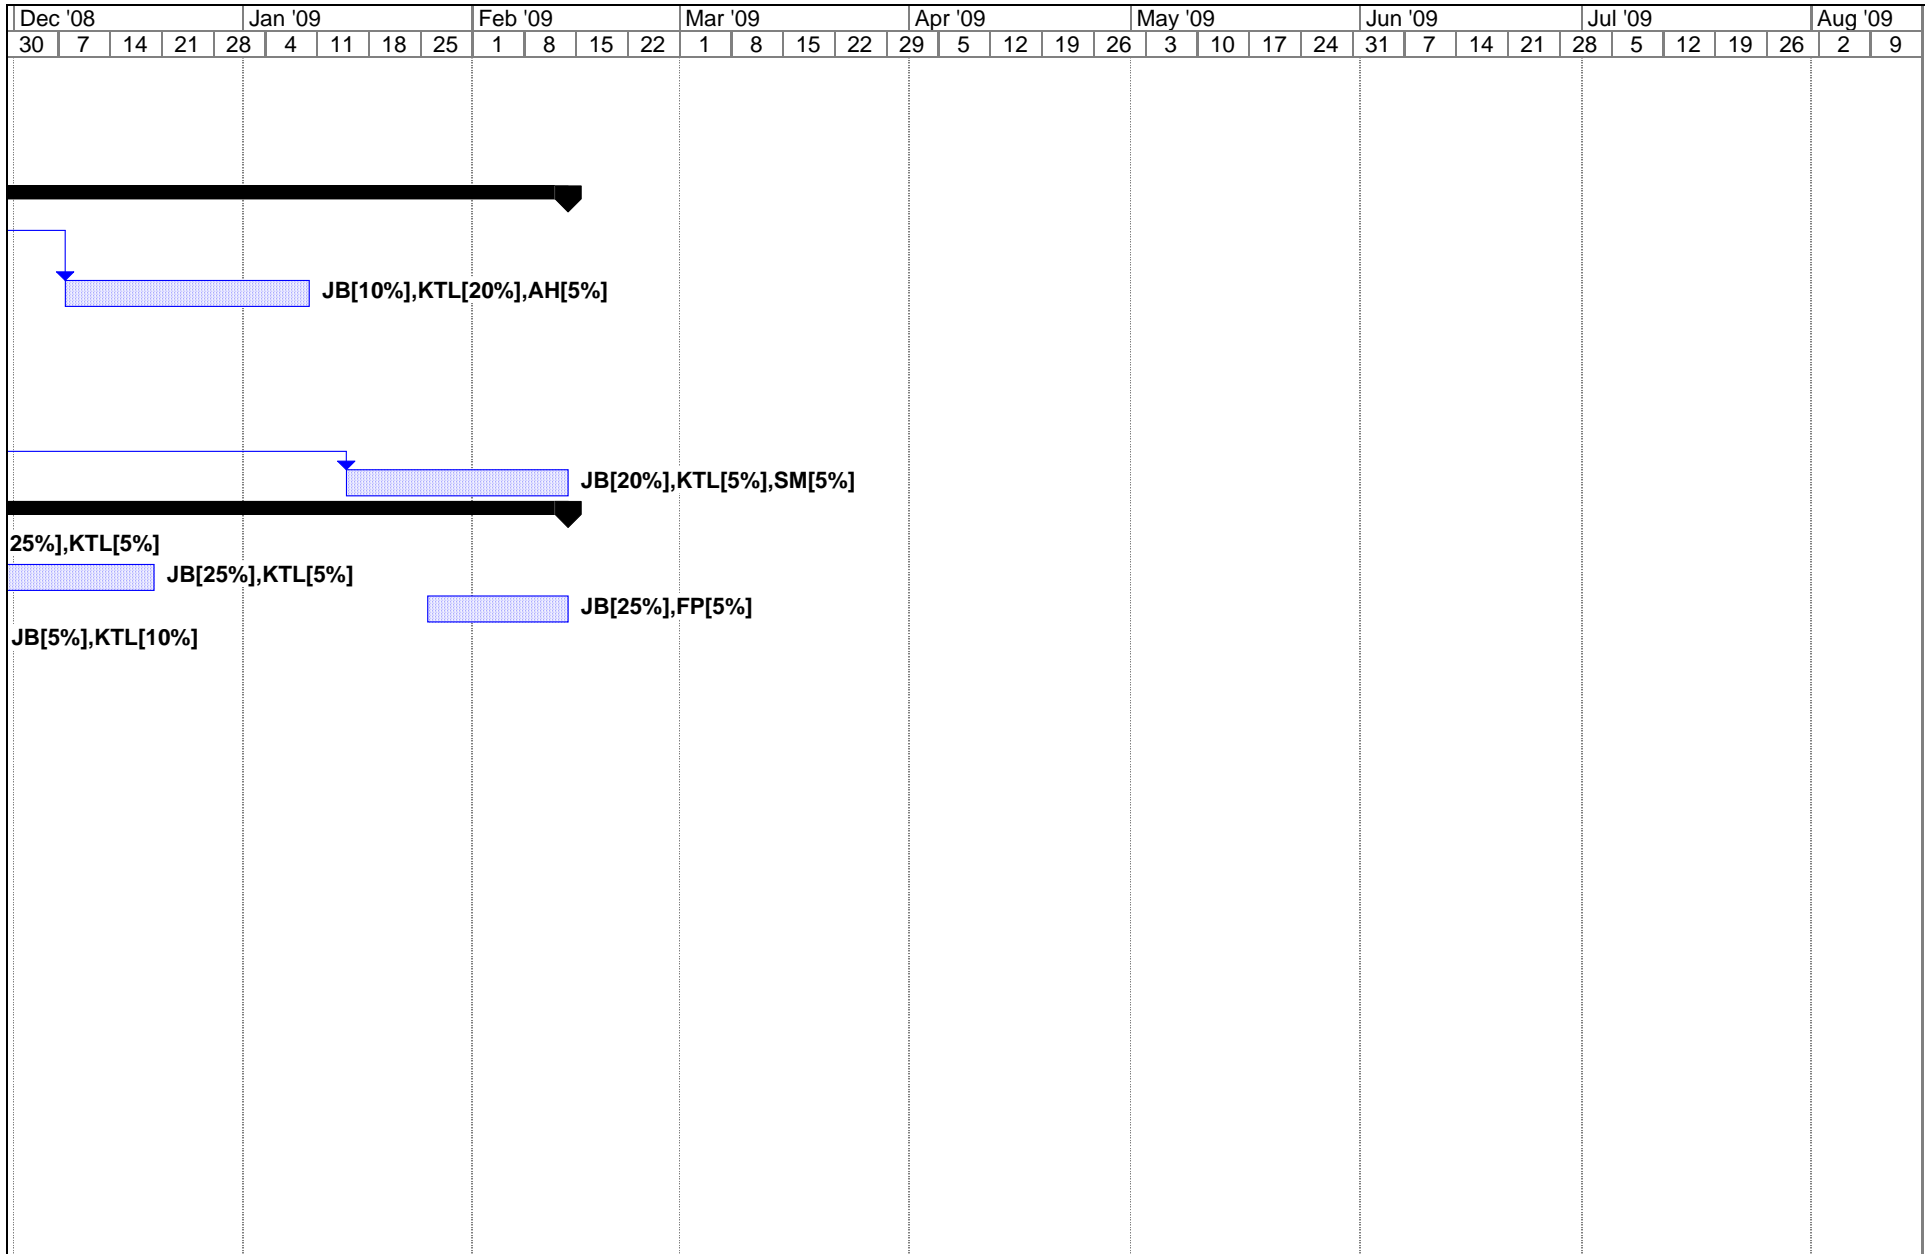 Dec '08 Jan '09 Feb '09 Mar '09 Apr '09 May '09 Jun '09 Jul '09 Aug '09
30 7 14 21 28 4 11 18 25 1 8 15 22 1 8 15 22 29 5 12 19 26 3 10 17 24 31 7 14 21 28 5 12 19 26 2 9
JB[10%],KTL[20%],AH[5%]
JB[20%],KTL[5%],SM[5%]
25%],KTL[5%]
JB[25%],KTL[5%]
JB[25%],FP[5%]
JB[5%],KTL[10%]